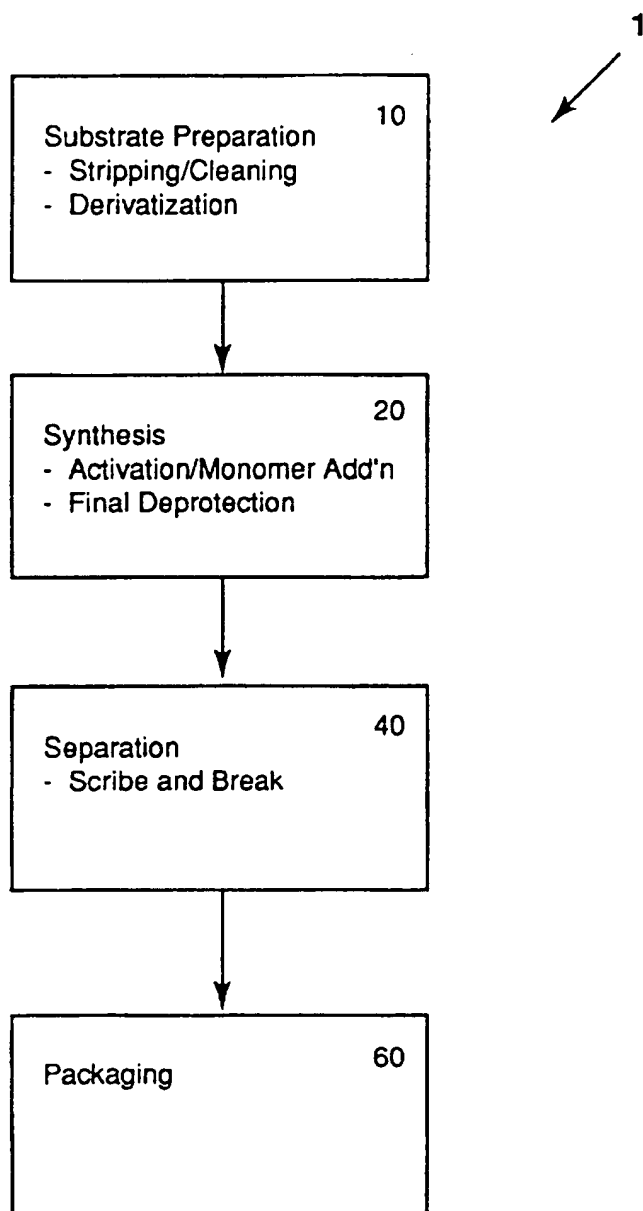 1
10
Substrate Preparation
- Stripping/Cleaning
- Derivatization
20
Synthesis
- Activation/Monomer Add'n
- Final Deprotection
40
Separation
- Scribe and Break
60
Packaging